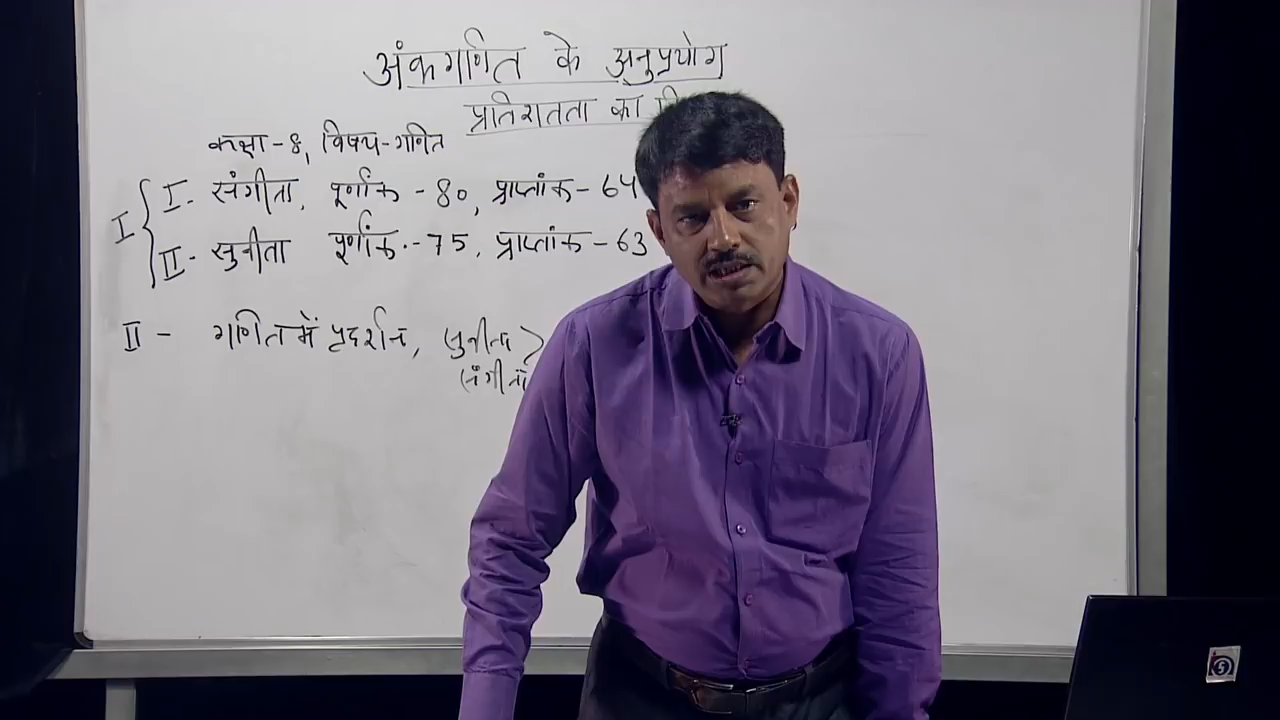 अंकगणित के अनुप्रयोग
प्रतिशतता का
कक्षा - 8, विषय - गणित
I { I - संगीता, पूर्णांक - 80, प्राप्तांक - 64
II - सुनीता पूर्णांक - 75, प्राप्तांक - 63
II - गणित में प्रदर्शन, सुनीता >
संगीता